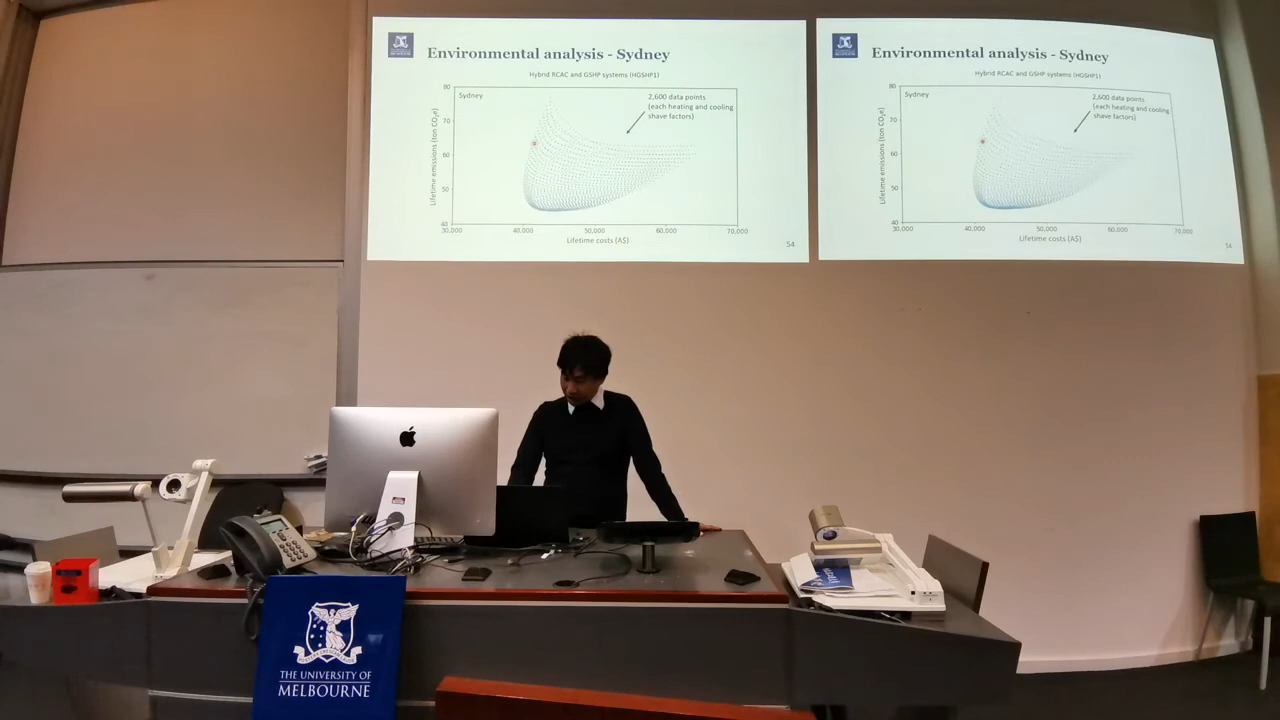 Environmental analysis - Sydney
Hybrid RCAC and GSHP systems (HGSHP1)
Sydney
2,600 data points
(each heating and cooling
shave factors)
Lifetime emissions (ton CO₂e)
80
70
60
50
40
30,000
40,000
50,000
60,000
70,000
Lifetime costs (A$)
54
Environmental analysis - Sydney
Hybrid RCAC and GSHP systems (HGSHP1)
Sydney
2,600 data points
(each heating and cooling
shave factors)
Lifetime emissions (ton CO₂e)
80
70
60
50
40
30,000
40,000
50,000
60,000
70,000
Lifetime costs (A$)
54
THE UNIVERSITY OF
MELBOURNE